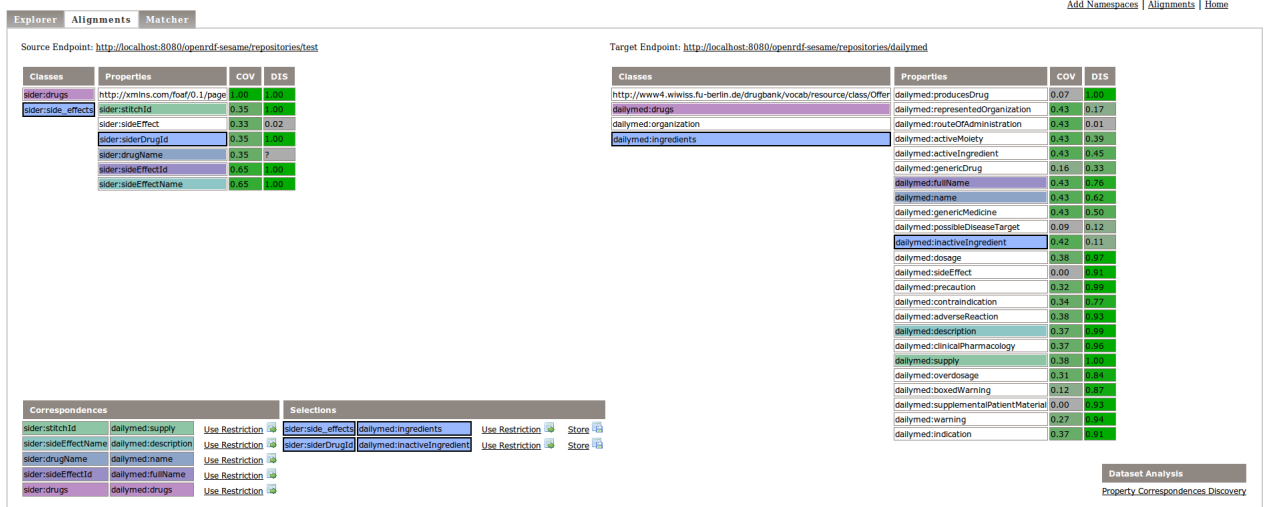 Add Namespaces | Alignments | Home
Explorer Alignments Matcher
Source Endpoint: http://localhost:8080/openrdf-sesame/repositories/test
Classes Properties COV DIS
sider:drugs http://xmlns.com/foaf/0.1/page 1.00 1.00
sider:side_effects sider:stitchId 0.35 1.00
sider:sideEffect 0.33 0.02
sider:siderDrugId 0.35 1.00
sider:drugName 0.35 ?
sider:sideEffectId 0.65 1.00
sider:sideEffectName 0.65 1.00
Target Endpoint: http://localhost:8080/openrdf-sesame/repositories/dailymed
Classes Properties COV DIS
http://www4.wiwiss.fu-berlin.de/drugbank/vocab/resource/class/Offer dailymed:producesDrug 0.07 1.00
dailymed:drugs dailymed:representedOrganization 0.43 0.17
dailymed:organization dailymed:routeOfAdministration 0.43 0.01
dailymed:ingredients dailymed:activeMoiety 0.43 0.39
dailymed:activeIngredient 0.43 0.45
dailymed:genericDrug 0.16 0.33
dailymed:fullName 0.43 0.76
dailymed:name 0.43 0.62
dailymed:genericMedicine 0.43 0.50
dailymed:possibleDiseaseTarget 0.09 0.12
dailymed:inactiveIngredient 0.42 0.11
dailymed:dosage 0.38 0.97
dailymed:sideEffect 0.00 0.91
dailymed:precaution 0.32 0.99
dailymed:contraindication 0.34 0.77
dailymed:adverseReaction 0.38 0.93
dailymed:description 0.37 0.99
dailymed:clinicalPharmacology 0.37 0.96
dailymed:supply 0.38 1.00
dailymed:overdosage 0.31 0.84
dailymed:boxedWarning 0.12 0.87
dailymed:supplementalPatientMaterial 0.00 0.93
dailymed:warning 0.27 0.94
dailymed:indication 0.37 0.91
Correspondences
sider:stitchId dailymed:supply Use Restriction
sider:sideEffectName dailymed:description Use Restriction
sider:drugName dailymed:name Use Restriction
sider:sideEffectId dailymed:fullName Use Restriction
sider:drugs dailymed:drugs Use Restriction
Selections
sider:side_effects dailymed:ingredients Use Restriction Store
sider:siderDrugId dailymed:inactiveIngredient Use Restriction Store
Dataset Analysis
Property Correspondences Discovery